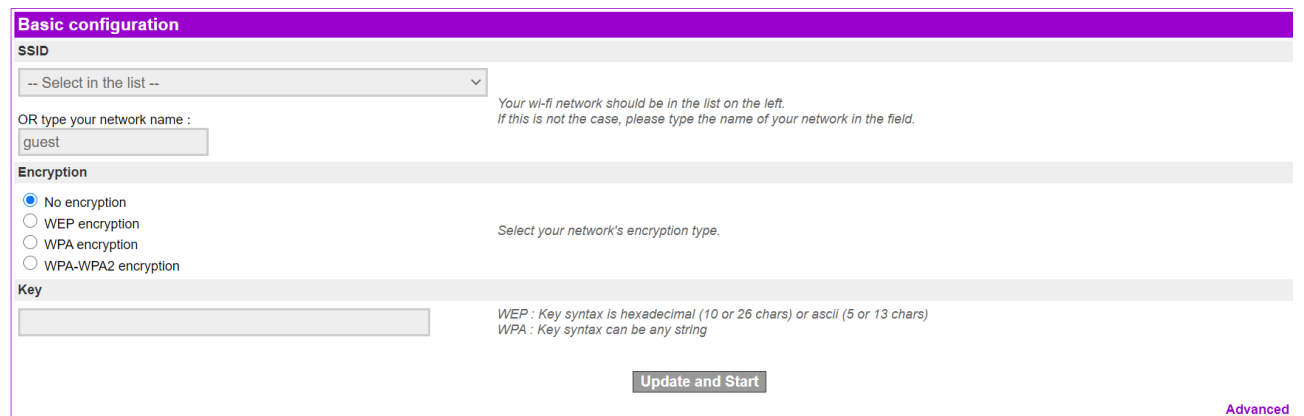 Basic configuration
SSID
-- Select in the list --
Your wi-fi network should be in the list on the left.
If this is not the case, please type the name of your network in the field.
OR type your network name :
guest
Encryption
No encryption
WEP encryption
WPA encryption
WPA-WPA2 encryption
Select your network's encryption type.
Key
WEP : Key syntax is hexadecimal (10 or 26 chars) or ascii (5 or 13 chars)
WPA : Key syntax can be any string
Update and Start
Advanced